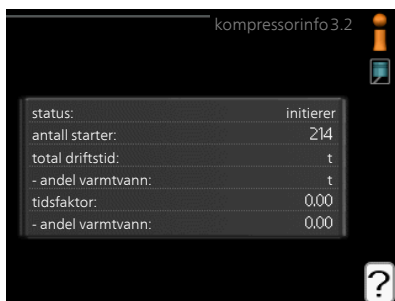 kompressorinfo 3.2
status: initierer
antall starter: 214
total driftstid: t
- andel varmtvann: t
tidsfaktor: 0.00
- andel varmtvann: 0.00
?